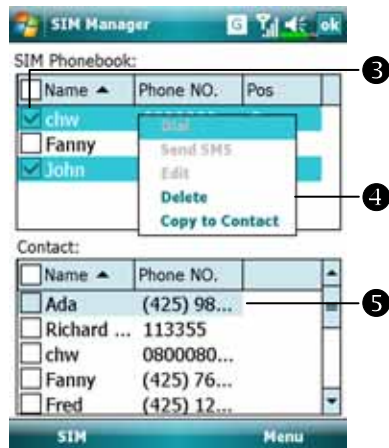 SIM Manager G ok
SIM Phonebook:
Name Phone NO. Pos
chw
Fanny
John
Dial
Send SMS
Edit
Delete
Copy to Contact
Contact:
Name Phone NO.
Ada (425) 98...
Richard ... 113355
chw 0800080...
Fanny (425) 76...
Fred (425) 12...
SIM Menu
3
4
5